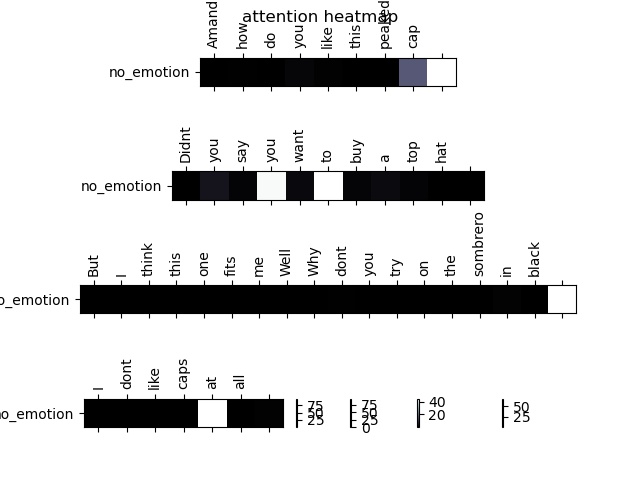 attention heatmap
Amand how do you like this peaked cap
no_emotion
Didnt you say you want to buy a top hat
no_emotion
But I think this one fits me Well Why dont you try on the sombrero in black
o_emotion
I dont like caps at all
no_emotion
75 50 25
75 50 25 0
40 20
50 25